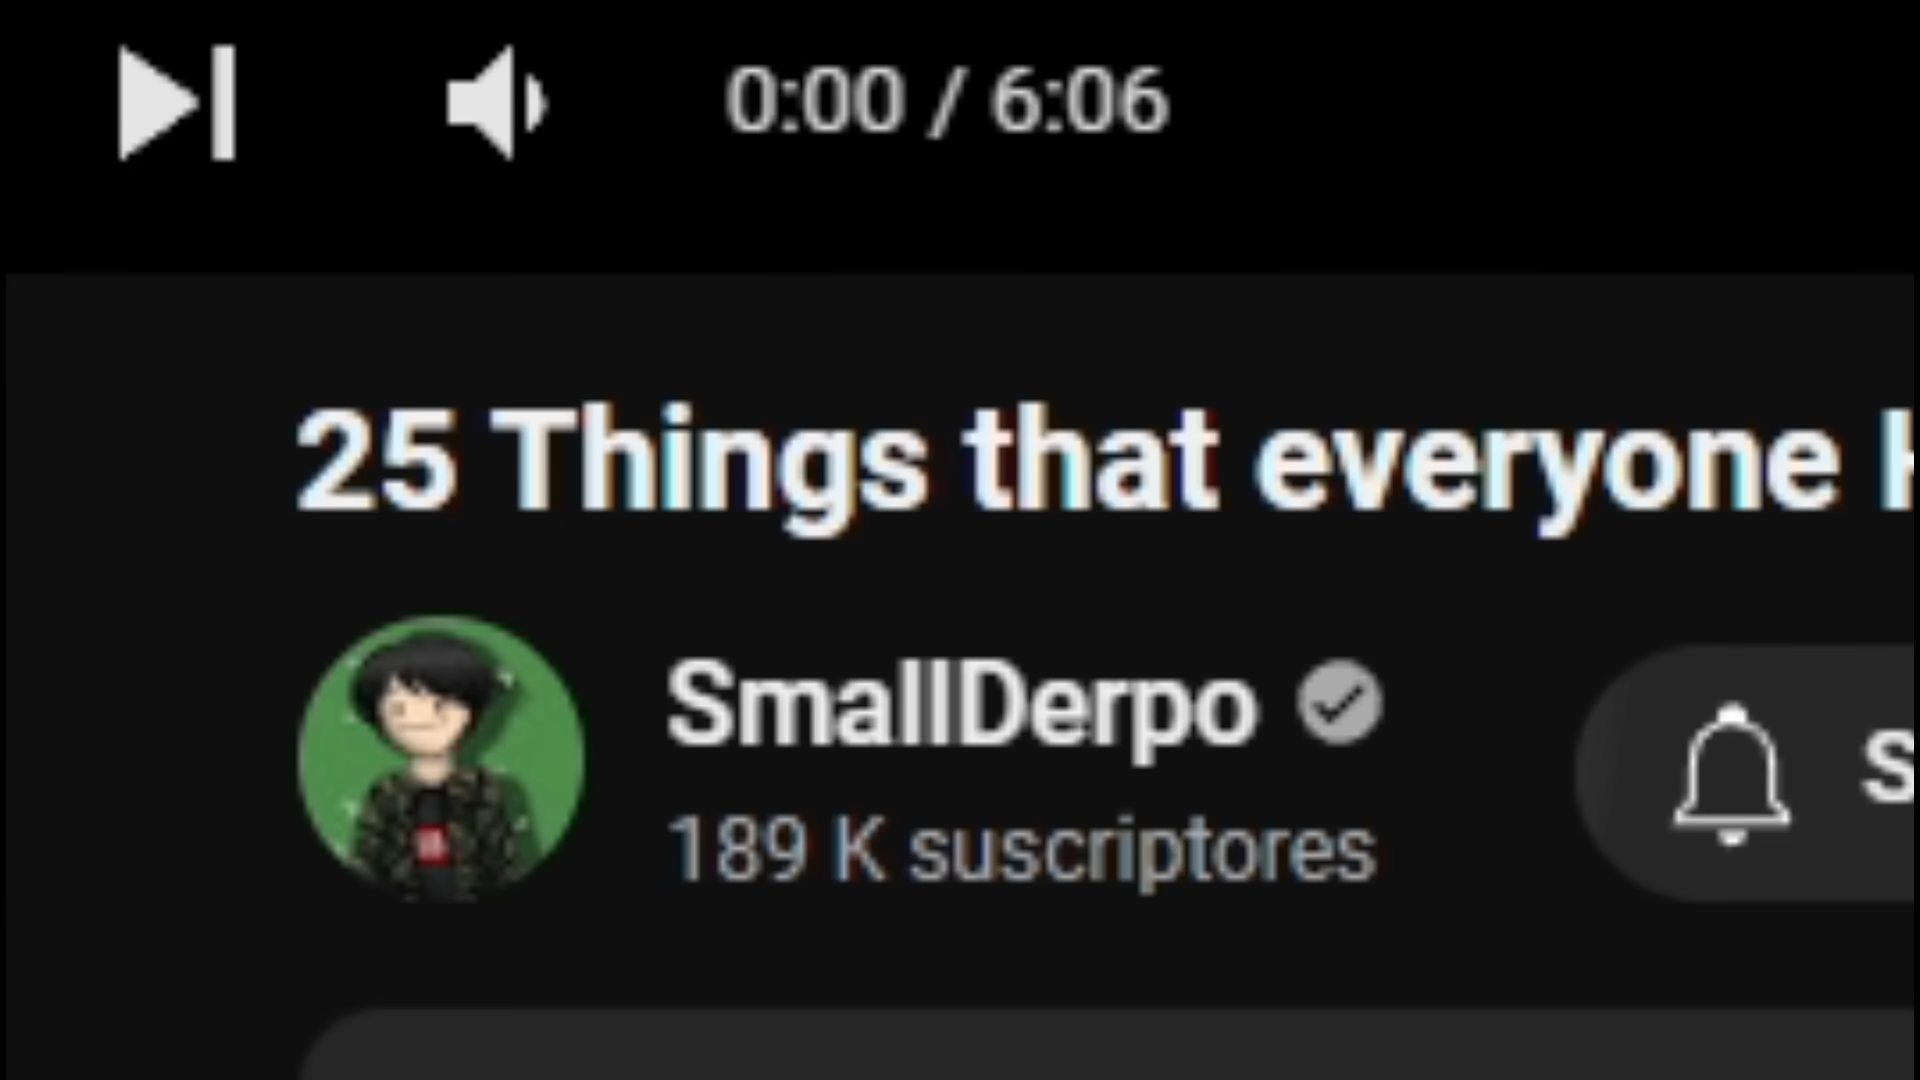 0:00 / 6:06
25 Things that everyone
SmallDerpo
189 K suscriptores